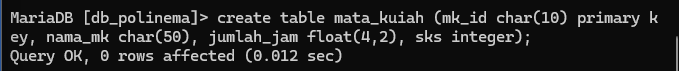 MariaDB [db_polinema]> create table mata_kuiah (mk_id char(10) primary k
ey, nama_mk char(50), jumlah_jam float(4,2), sks integer);
Query OK, 0 rows affected (0.012 sec)